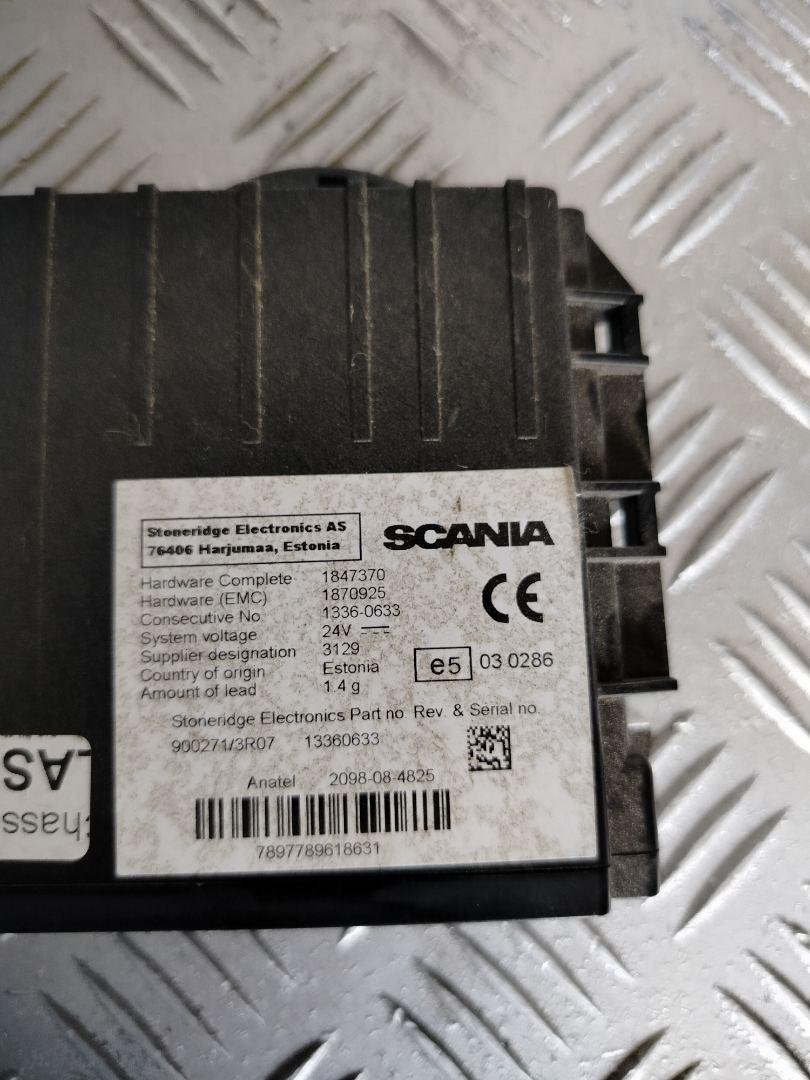 Stoneridge Electronics AS
76406 Harjumaa, Estonia
SCANIA
Hardware Complete 1847370
Hardware (EMC) 1870925
Consecutive No. 1336-0633
System voltage 24V
Supplier designation 3129
Country of origin Estonia
Amount of lead 1.4 g
CE
e5 03 0286
Stoneridge Electronics Part no. Rev. & Serial no.
900271/3R07 13360633
Anatel 2098-08-4825
7897789618631